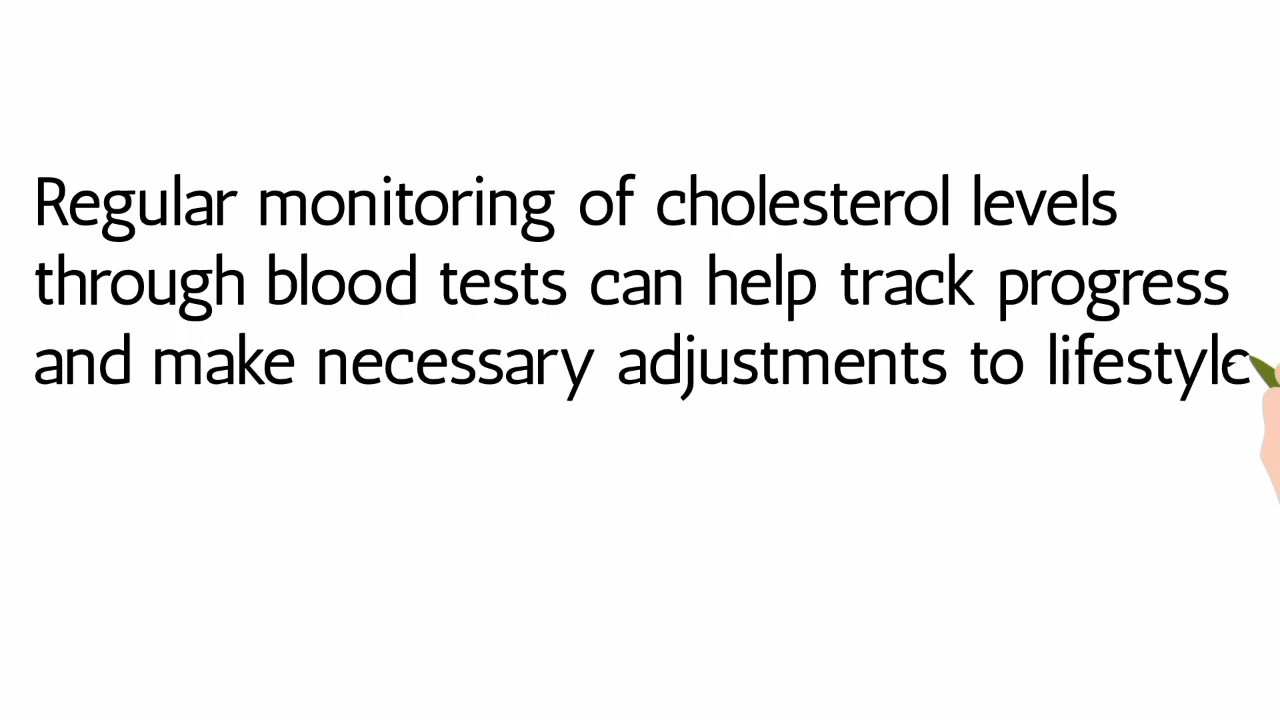 Regular monitoring of cholesterol levels
through blood tests can help track progress
and make necessary adjustments to lifestyle